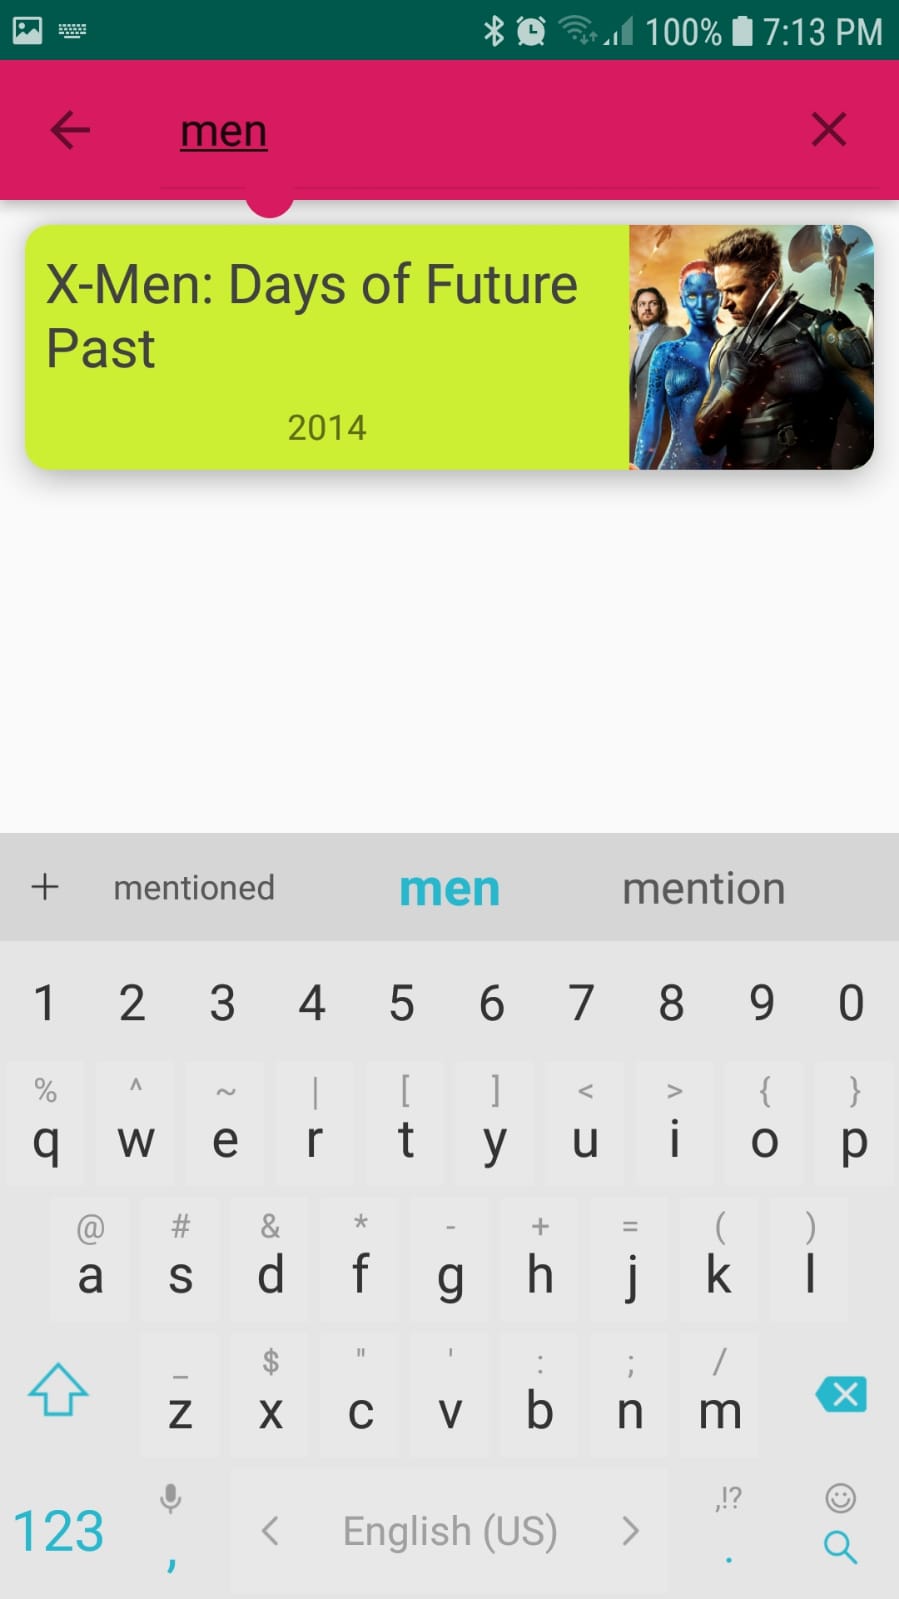 100% 7:13 PM
men
X-Men: Days of Future
Past
2014
+ mentioned men mention
1 2 3 4 5 6 7 8 9 0
% ^ ~ | [ ] < > { }
q w e r t y u i o p
@ # & * - + = ( )
a s d f g h j k l
_ $ " ' : ; /
z x c v b n m
,!?
123 , < English (US) > .